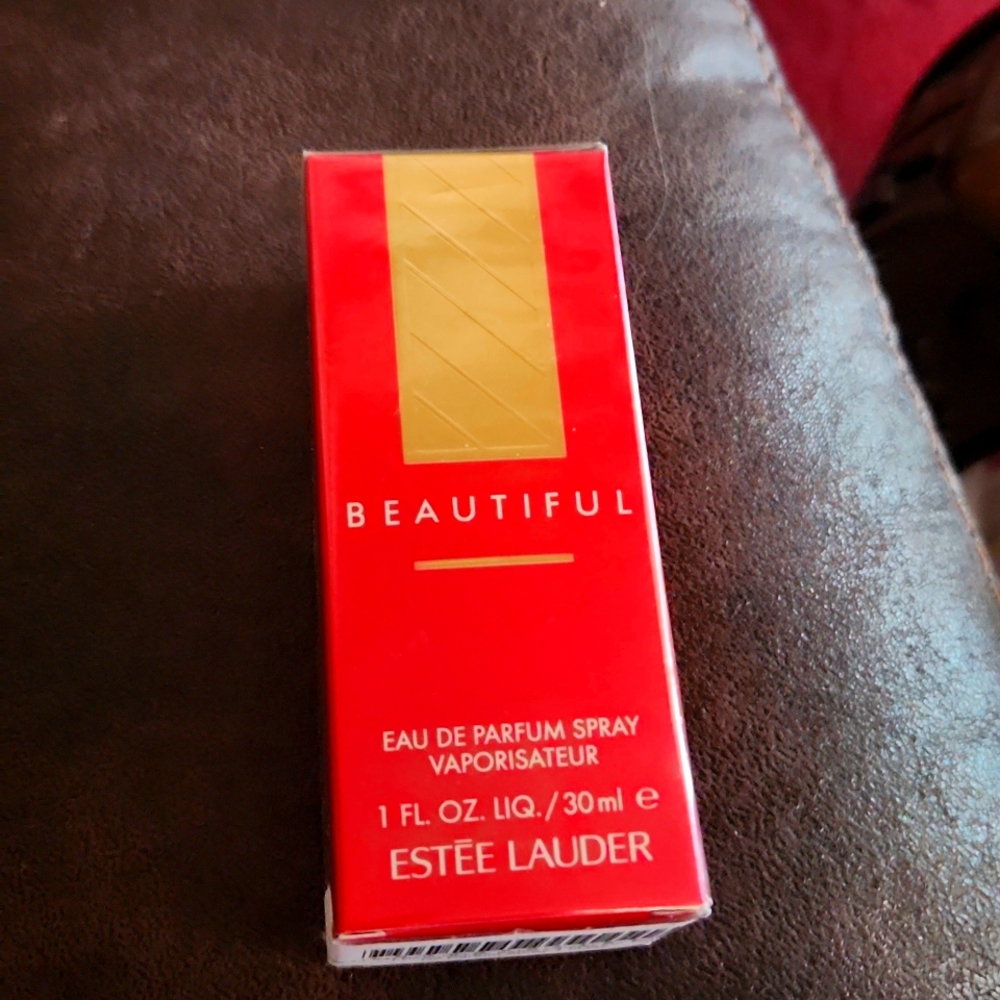 BEAUTIFUL
EAU DE PARFUM SPRAY
VAPORISATEUR
1 FL. OZ. LIQ./30ml e
ESTĒE LAUDER